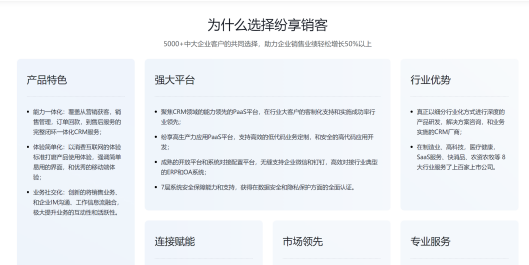 为什么选择纷享销客
5000+中大企业客户的共同选择，助力企业销售业绩轻松增长50%以上
产品特色
能力一体化：覆盖从营销获客、销
售管理、订单回款，到售后服务的
完整闭环一体化CRM服务；
体验简单化：以消费互联网的体验
标准打磨产品使用体验，强调简单
易用的界面，和优秀的移动端体
验；
业务社交化：创新的将销售业务、
和企业IM沟通、工作信息流融合，
极大提升业务的互动性和活跃性。
强大平台
聚焦CRM领域的能力领先的PaaS平台，在行业大客户的客制化支持和实施成功率行
业领先；
纷享高生产力应用PaaS平台，支持高效的低代码业务定制，和安全的高代码应用开
发；
成熟的开放平台和系统对接配置平台，无缝支持企业微信和钉钉，高效对接行业典型
的ERP和OA系统；
7层系统安全保障能力和支持，获得在数据安全和隐私保护方面的全面认证。
行业优势
真正以细分行业化方式进行深度的
产品研发、解决方案咨询、和业务
实施的CRM厂商；
在制造业、高科技、医疗健康、
SaaS服务、快消品、农资农牧等 8
大行业服务了上百家上市公司。
连接赋能
市场领先
专业服务